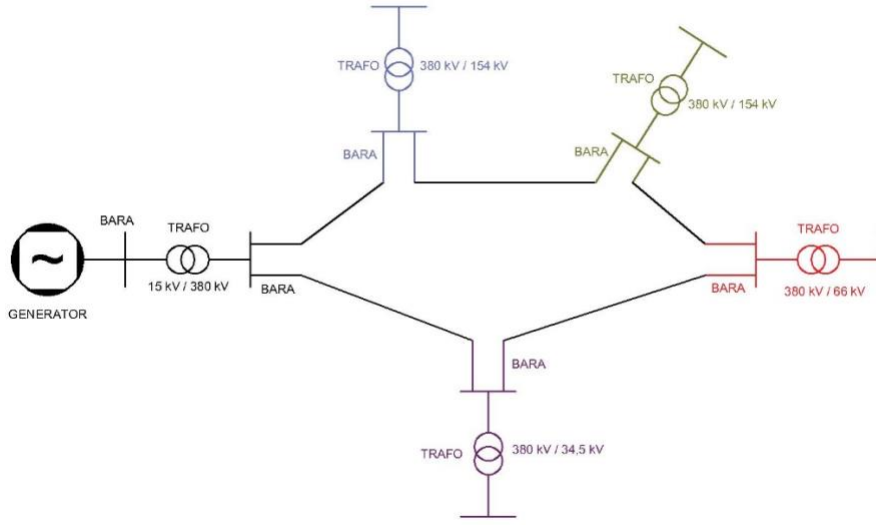 TRAFO
380 kV / 154 kV
BARA
TRAFO
380 kV / 154 kV
BARA
BARA
TRAFO
15 kV / 380 kV
BARA
GENERATOR
TRAFO
BARA
380 kV / 66 kV
BARA
TRAFO
380 kV / 34,5 kV